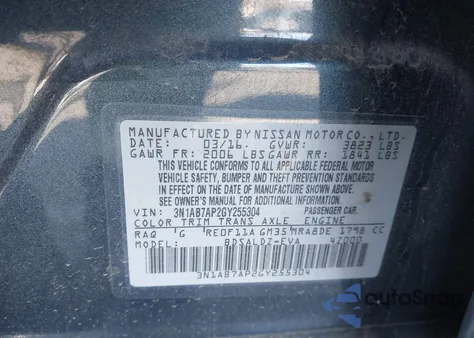 MANUFACTURED BY NISSAN MOTOR CO., LTD.
DATE: 03/16 GVWR: 3823 LBS
GAWR FR: 2006 LBS GAWR RR: 1841 LBS
THIS VEHICLE CONFORMS TO ALL APPLICABLE FEDERAL MOTOR
VEHICLE SAFETY, BUMPER AND THEFT PREVENTION STANDARDS
IN EFFECT ON THE DATE OF MANUFACTURE SHOWN ABOVE.
SEE OWNER'S MANUAL FOR ADDITIONAL INFORMATION
VIN: 3N1AB7AP2GY255304 PASSENGER CAR.
COLOR TRIM TRANS AXLE ENGINE
RAQ 'G 'RE0F11A GM35 'MRA8DE 1798 CC
BDSALDZ-EVA 47000
3N1AB7AP2GY255304
autoSnap